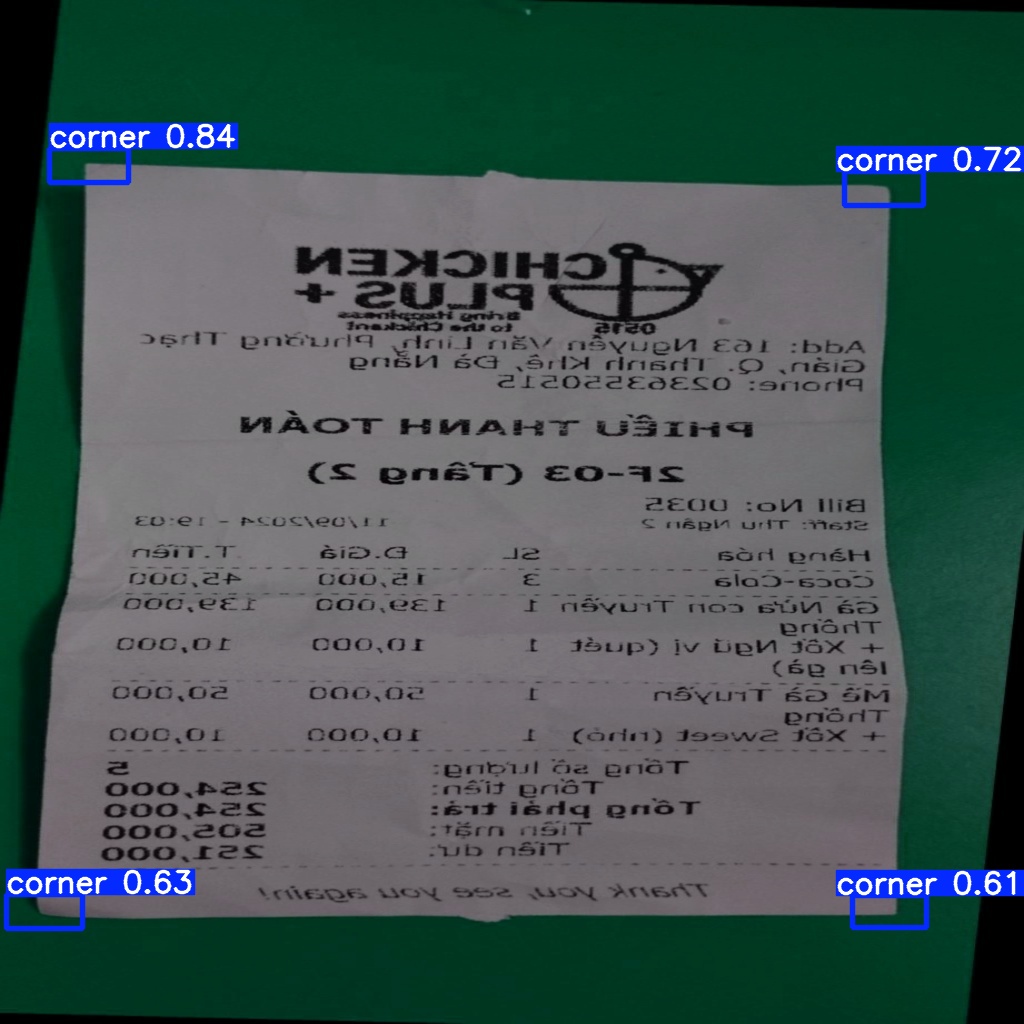 corner 0.84
corner 0.72
CHICKEN
PLUS +
Bring Happiness
to the Chicken!
0515
Add: 163 Nguyễn Văn Linh, Phường Thạc
Gián, Q. Thanh Khê, Đà Nẵng
Phone: 02363550515
PHIẾU THANH TOÁN
2F-03 (Tầng 2)
Bill No: 0035
Staff: Thu Ngân 2 11/09/2024 - 19:03
Hàng hóa SL Đ.Giá T.Tiền
Coca-Cola 3 15,000 45,000
Gà Nửa con Truyền 1 139,000 139,000
Thống
+ Xốt Ngũ vị (quét 1 10,000 10,000
lên gà)
Mề Gà Truyền 1 50,000 50,000
Thống
+ Xốt Sweet (nhỏ) 1 10,000 10,000
Tổng số lượng: 5
Tổng tiền: 254,000
Tổng phải trả: 254,000
Tiền mặt: 505,000
Tiền dư: 251,000
Thank you, see you again!
corner 0.63
corner 0.61